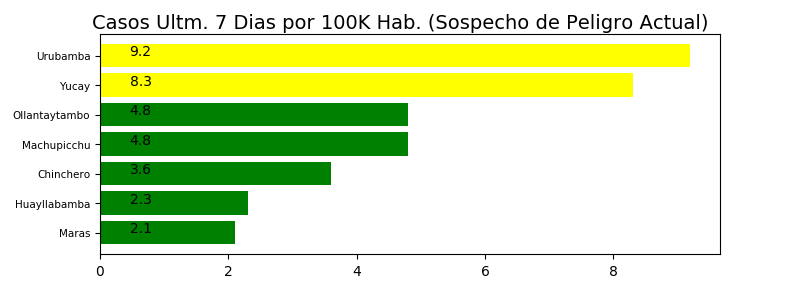 Casos Ultm. 7 Dias por 100K Hab. (Sospecho de Peligro Actual)
Urubamba 9.2
Yucay 8.3
Ollantaytambo 4.8
Machupicchu 4.8
Chinchero 3.6
Huayllabamba 2.3
Maras 2.1
0 2 4 6 8